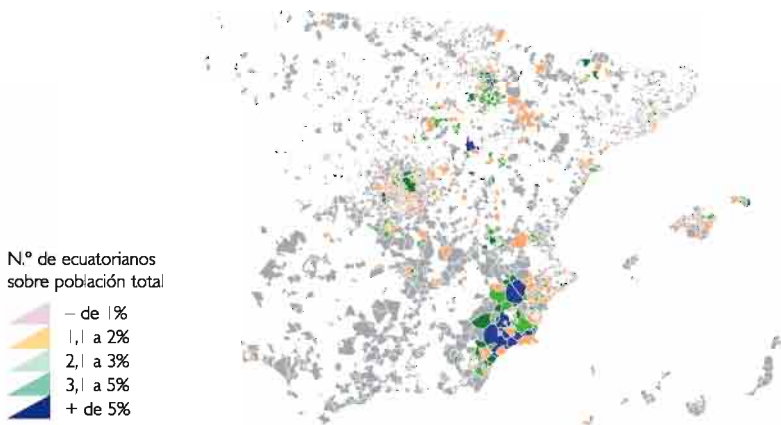 N.º de ecuatorianos
sobre población total
– de 1%
1,1 a 2%
2,1 a 3%
3,1 a 5%
+ de 5%